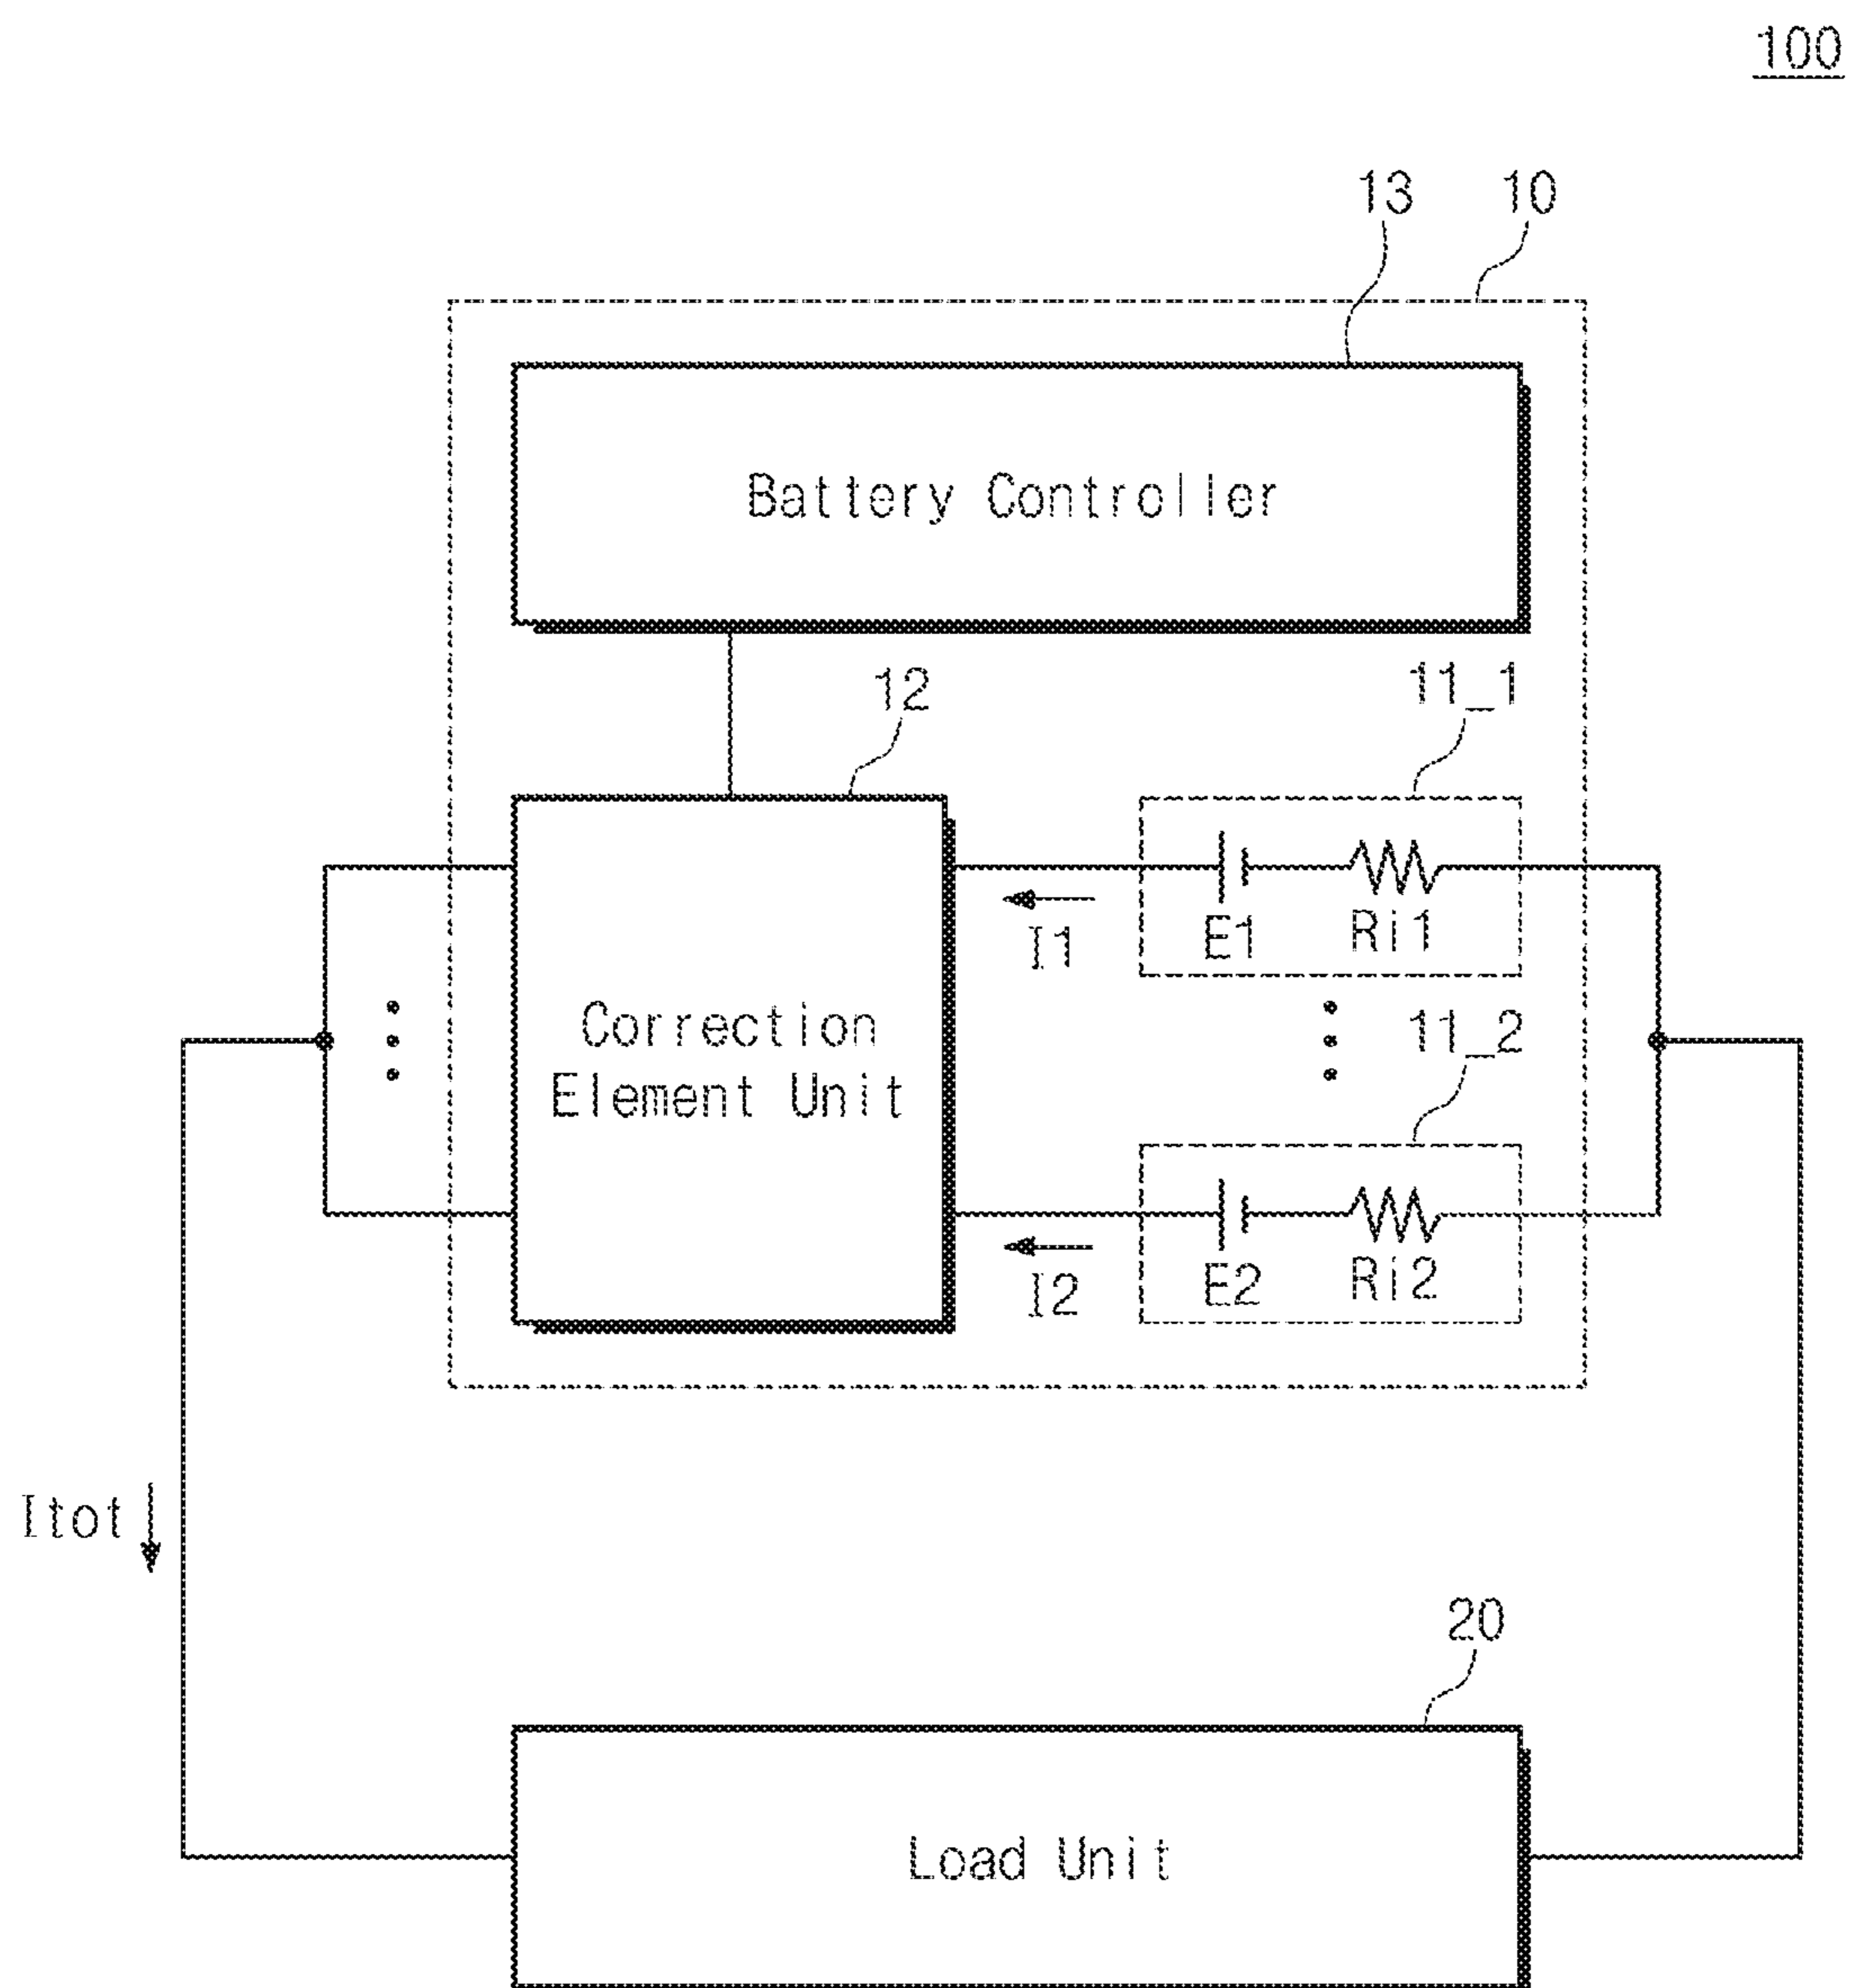 100
13
10
Battery Controller
12
11_1
E1
Ri1
I1
Correction
Element Unit
11_2
E2
Ri2
I2
Itot
20
Load Unit